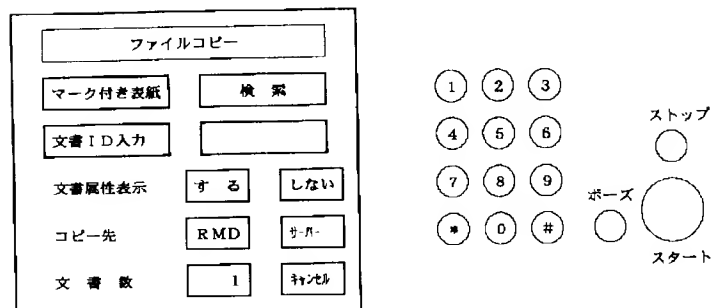 ファイルコピー
マーク付き表紙 検索
文書ID入力
文書属性表示 する しない
コピー先 RMD サーバー
文書数 1 キャンセル
1 2 3
4 5 6
7 8 9
* 0 #
ストップ
ポーズ
スタート